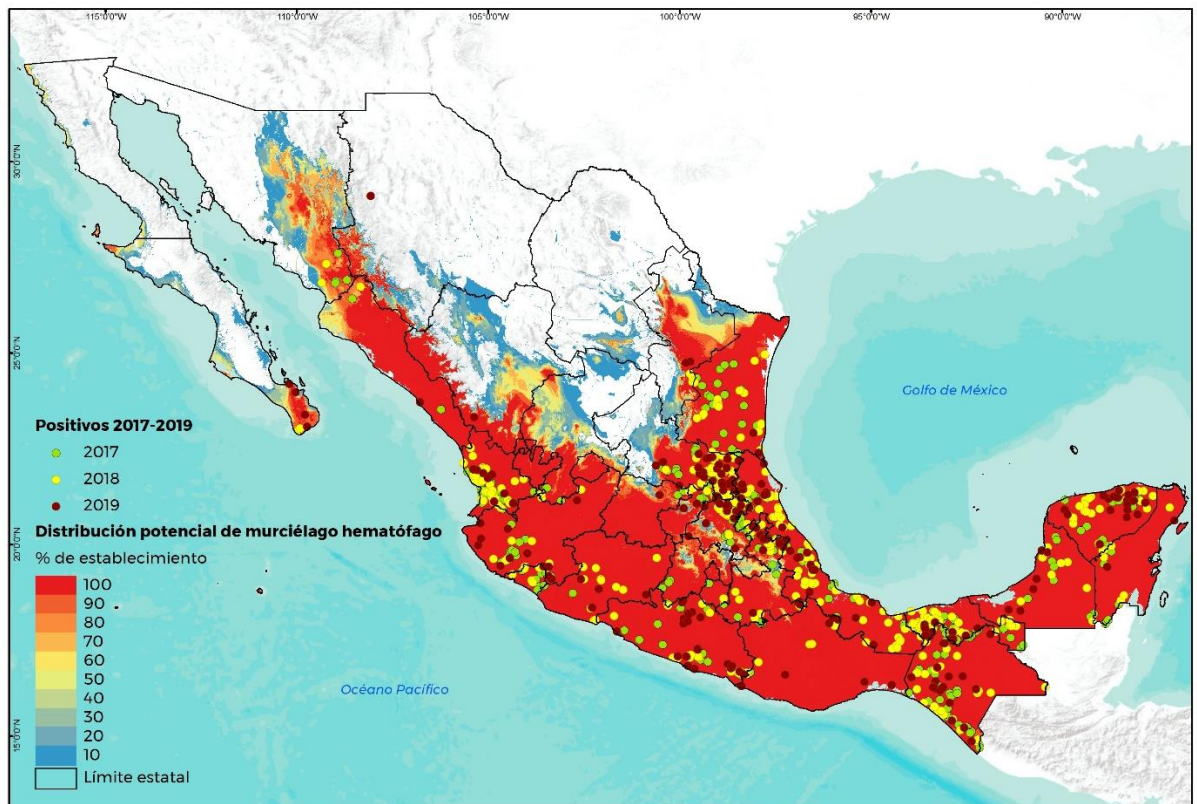 115°0'0"W 110°0'0"W 105°0'0"W 100°0'0"W 95°0'0"W 90°0'0"W
30°0'0"N
25°0'0"N
Golfo de México
Positivos 2017-2019
2017
2018
2019
Distribución potencial de murciélago hematófago
20°0'0"N
% de establecimiento
100
90
80
70
60
50
40
30
20
10
Océano Pacífico
15°0'0"N
Límite estatal